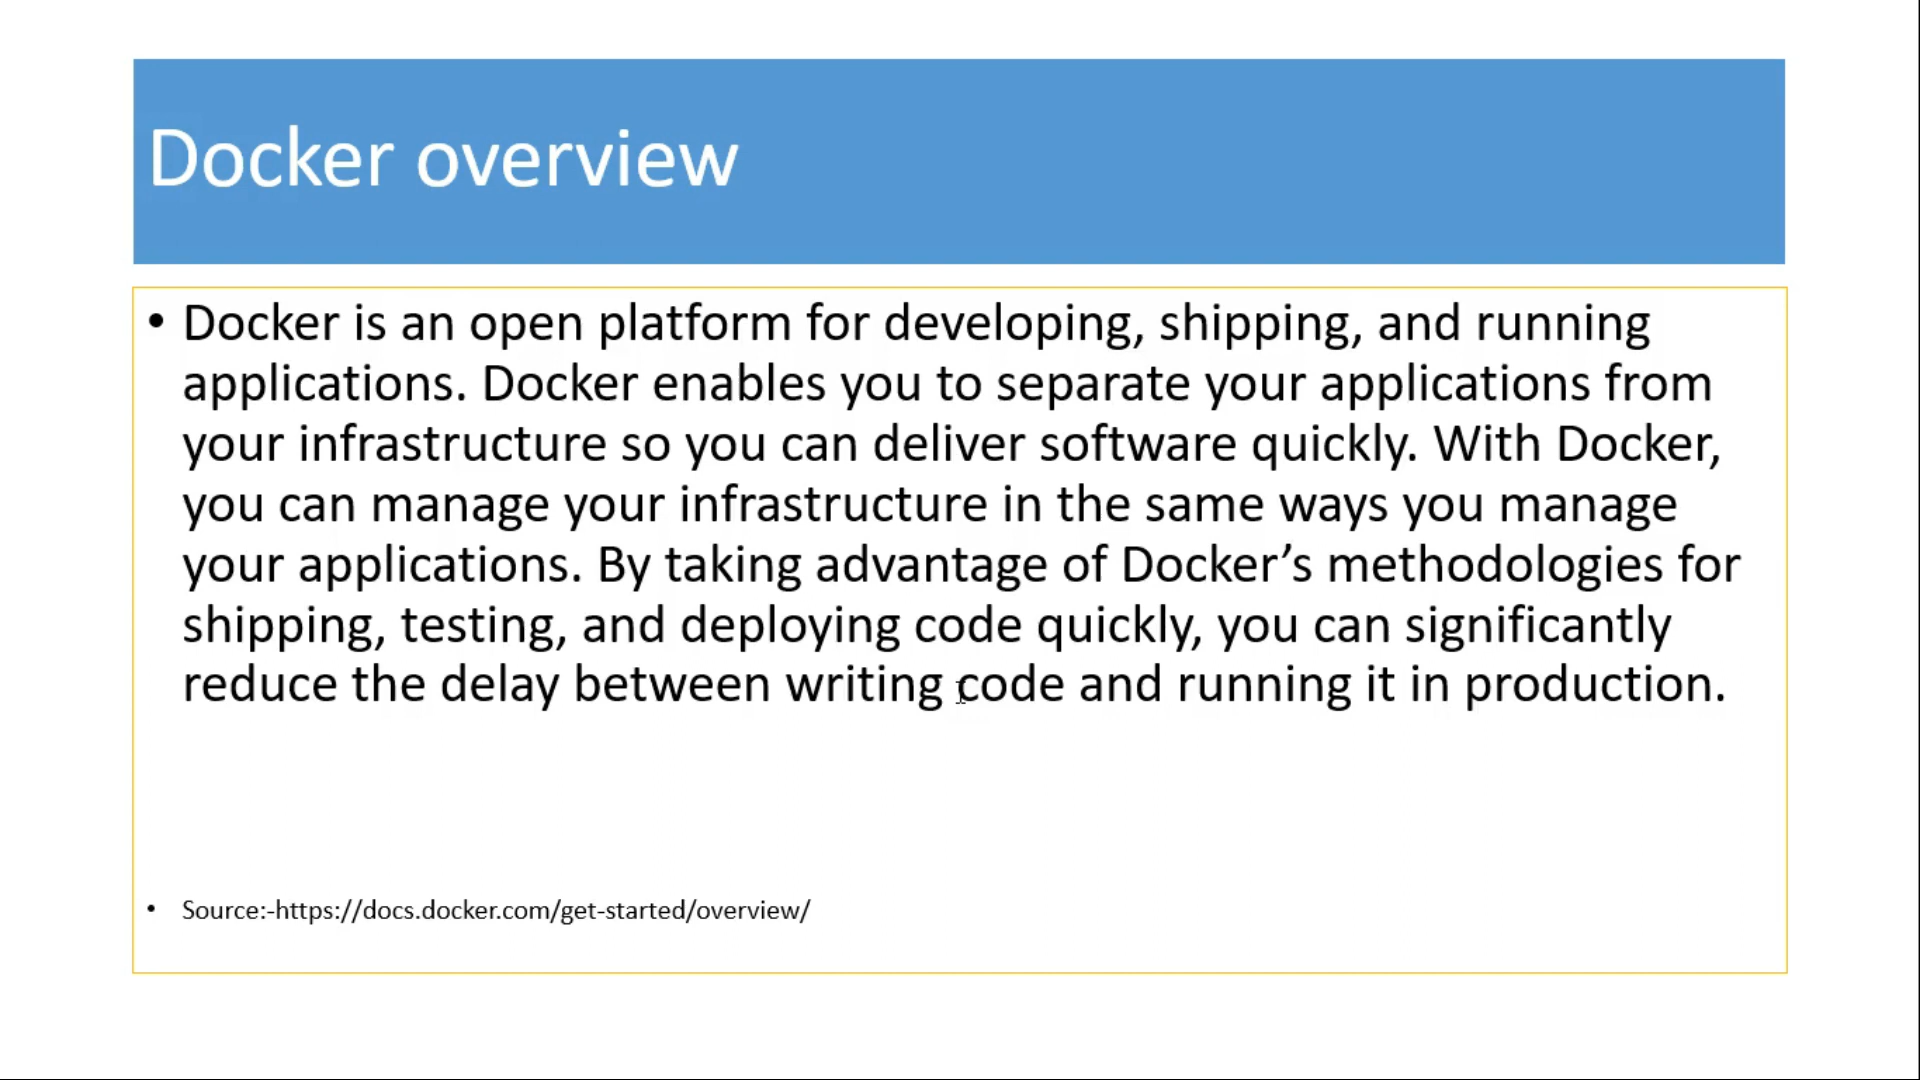 Docker overview
• Docker is an open platform for developing, shipping, and running
applications. Docker enables you to separate your applications from
your infrastructure so you can deliver software quickly. With Docker,
you can manage your infrastructure in the same ways you manage
your applications. By taking advantage of Docker’s methodologies for
shipping, testing, and deploying code quickly, you can significantly
reduce the delay between writing code and running it in production.
• Source:-https://docs.docker.com/get-started/overview/